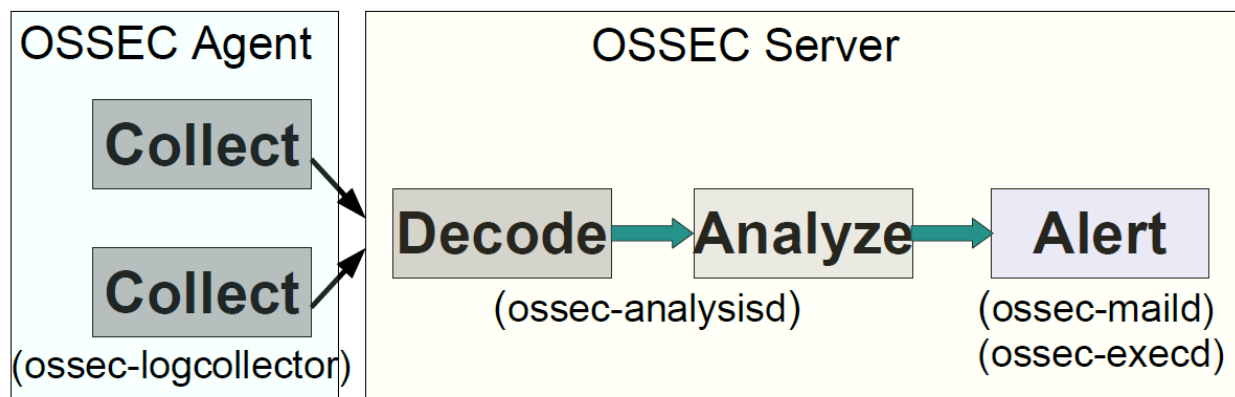 OSSEC Agent
Collect
Collect
(ossec-logcollector)
OSSEC Server
Decode
Analyze
Alert
(ossec-analysisd)
(ossec-maild)
(ossec-execd)